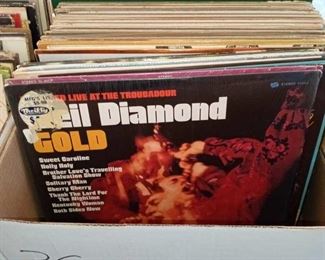 LIVE AT THE TROUBADOUR
Neil Diamond
GOLD
Sweet Caroline
Holly Holy
Brother Love's Travelling
Salvation Show
Solitary Man
Cherry Cherry
Thank The Lord For
The Nighttime
Kentucky Woman
Both Sides Now